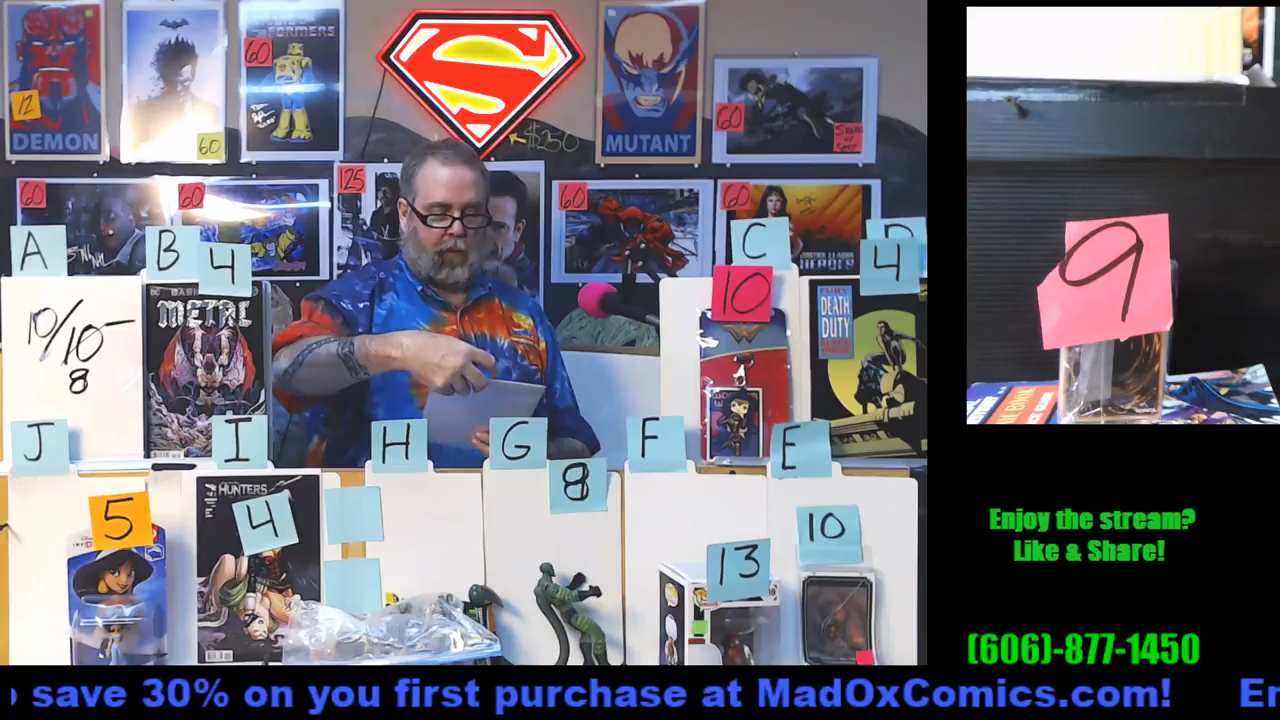 DEMON
12
60
FORMERS
60
$250
MUTANT
60
60
60
125
60
60
HEROES
A
B
4
C
10
4
10/10-
8
METAL
FURY
DEATH
DUTY
9
J
I
H
G
F
E
8
5
HUNTERS
4
13
10
Enjoy the stream?
Like & Share!
(606)-877-1450
save 30% on you first purchase at MadOxComics.com!